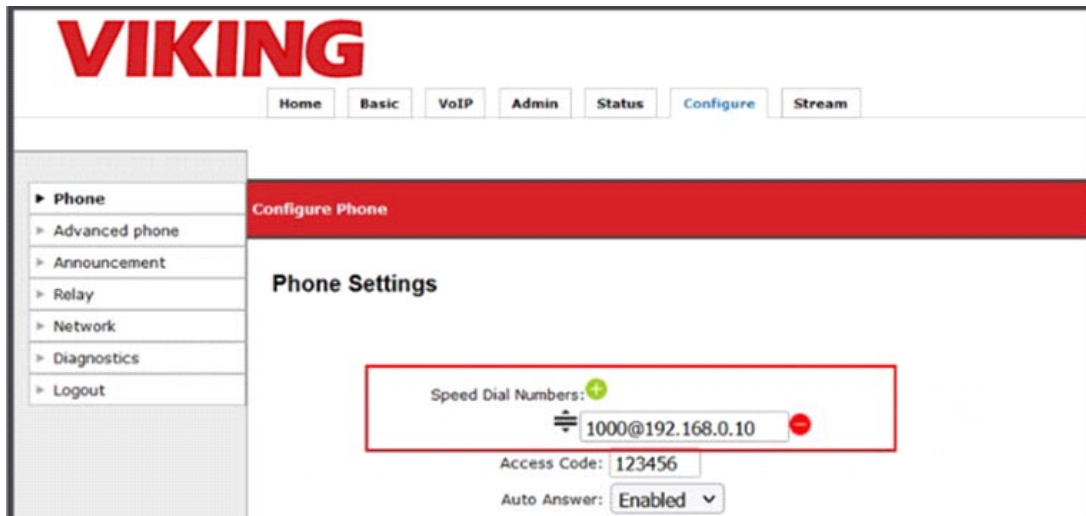 VIKING
Home Basic VoIP Admin Status Configure Stream
Phone
Advanced phone
Announcement
Relay
Network
Diagnostics
Logout
Configure Phone
Phone Settings
Speed Dial Numbers:
1000@192.168.0.10
Access Code: 123456
Auto Answer: Enabled